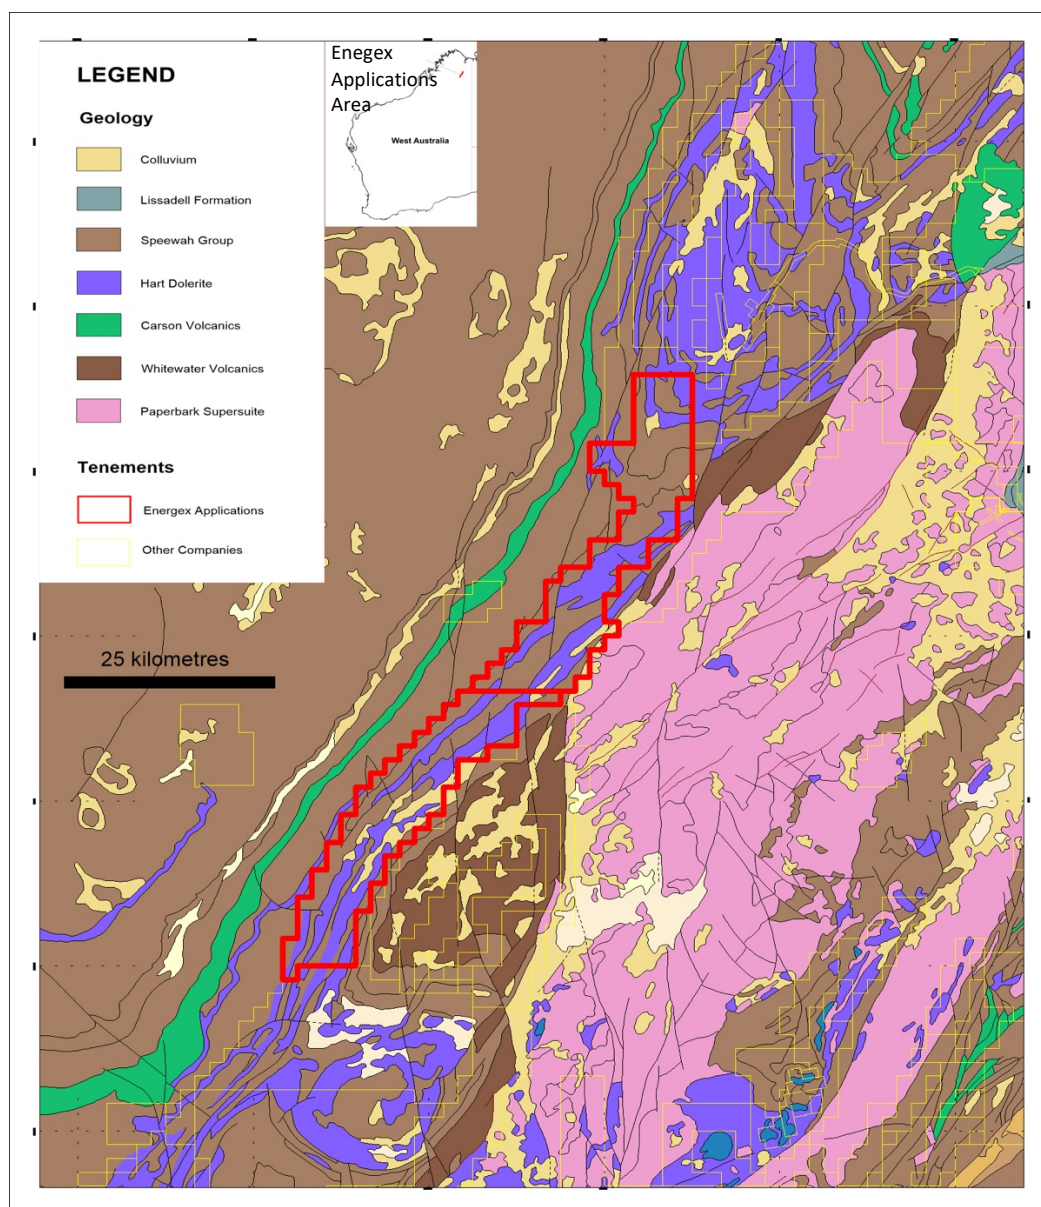 LEGEND
Geology
Colluvium
Lissadell Formation
Speewah Group
Hart Dolerite
Carson Volcanics
Whitewater Volcanics
Paperbark Supersuite
Tenements
Energex Applications
Other Companies
Enegex
Applications
Area
West Australia
25 kilometres